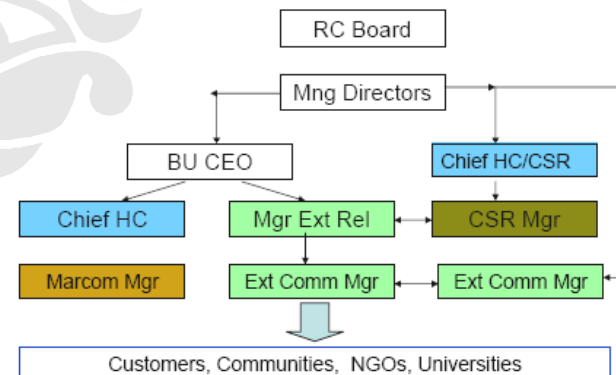 RC Board
Mng Directors
BU CEO
Chief HC/CSR
Chief HC
Mgr Ext Rel
CSR Mgr
Marcom Mgr
Ext Comm Mgr
Ext Comm Mgr
Customers, Communities, NGOs, Universities